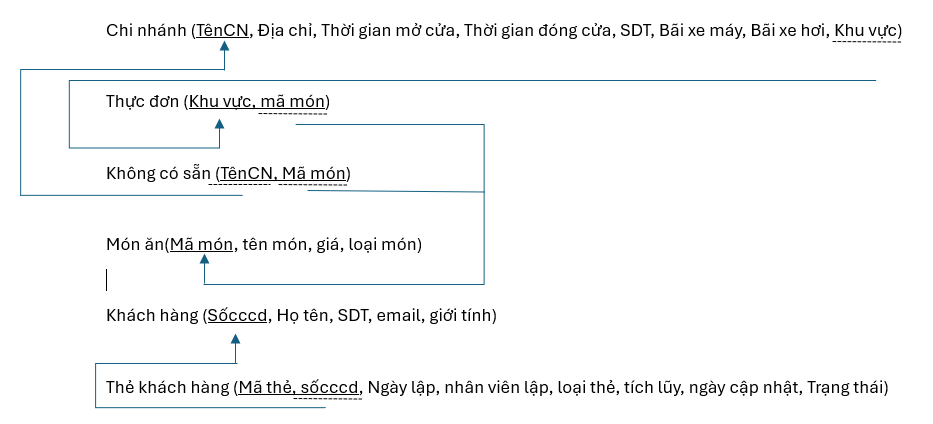 Chi nhánh (TênCN, Địa chỉ, Thời gian mở cửa, Thời gian đóng cửa, SDT, Bãi xe máy, Bãi xe hơi, Khu vực)
Thực đơn (Khu vực, mã món)
Không có sẵn (TênCN, Mã món)
Món ăn(Mã món, tên món, giá, loại món)
Khách hàng (Sốcccd, Họ tên, SDT, email, giới tính)
Thẻ khách hàng (Mã thẻ, sốcccd, Ngày lập, nhân viên lập, loại thẻ, tích lũy, ngày cập nhật, Trạng thái)